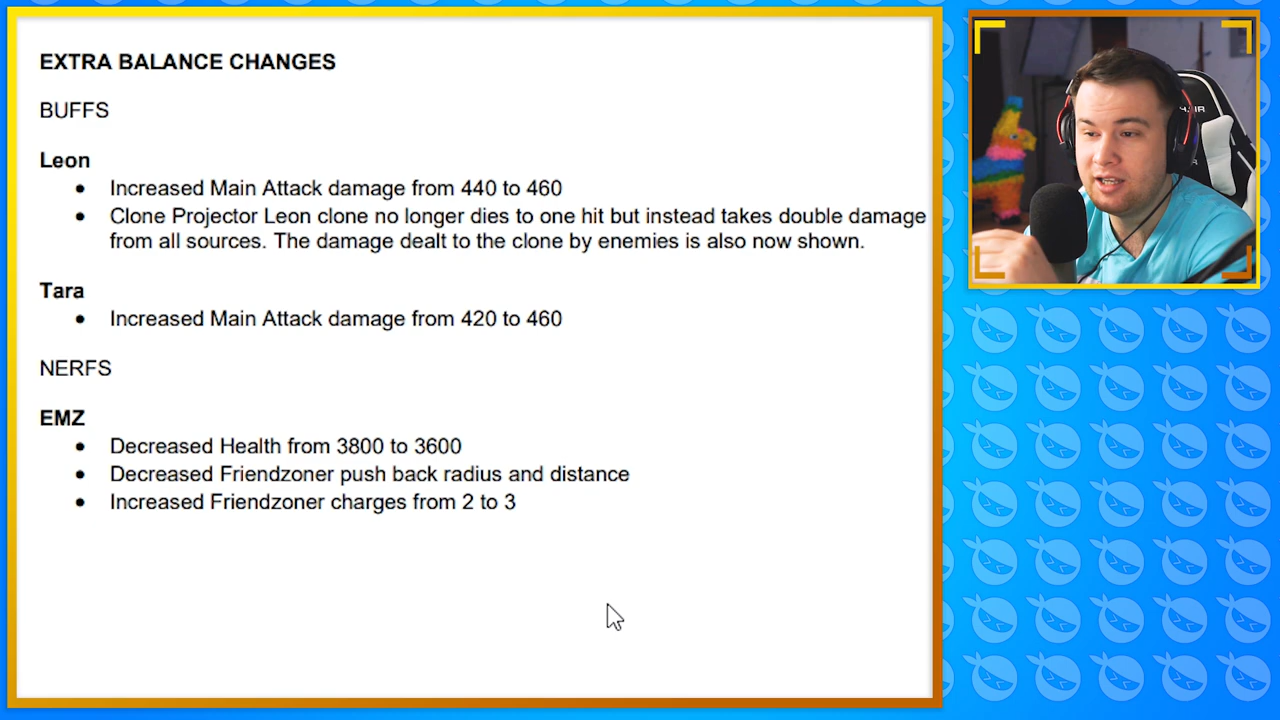 EXTRA BALANCE CHANGES
BUFFS
Leon
• Increased Main Attack damage from 440 to 460
• Clone Projector Leon clone no longer dies to one hit but instead takes double damage
from all sources. The damage dealt to the clone by enemies is also now shown.
Tara
• Increased Main Attack damage from 420 to 460
NERFS
EMZ
• Decreased Health from 3800 to 3600
• Decreased Friendzoner push back radius and distance
• Increased Friendzoner charges from 2 to 3